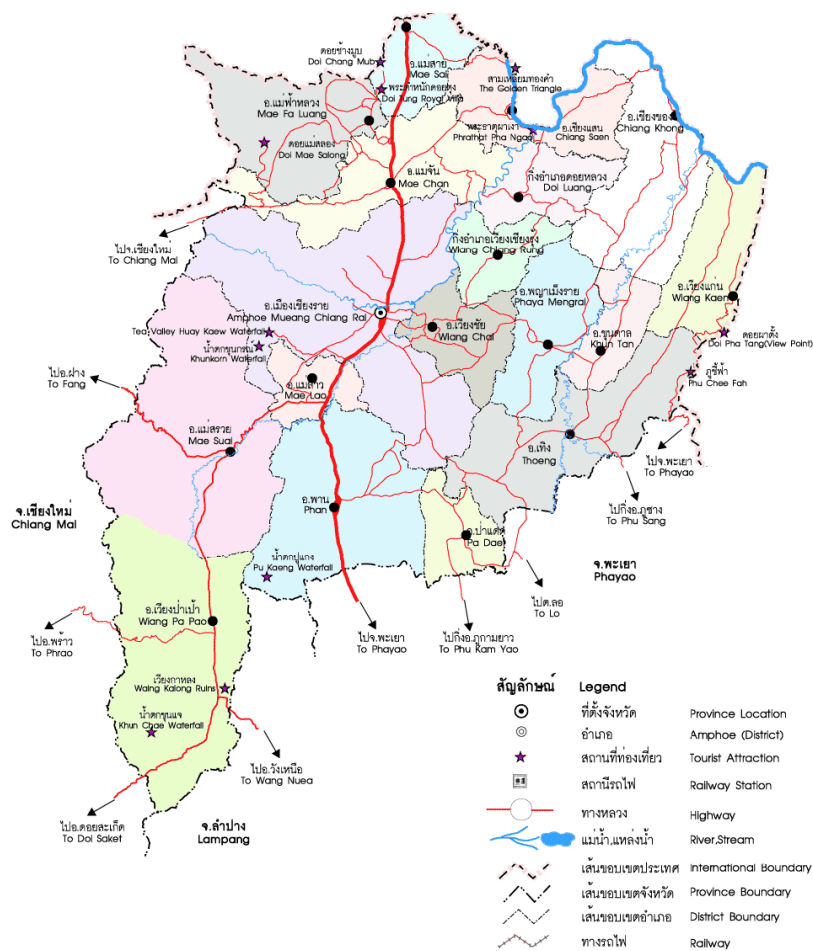 ดอยช้างมูบ
Doi Chang Mub
อ.แม่สาย
Mae Sai
พระตำหนักดอยตุง
Doi Tung Royal Villa
สามเหลี่ยมทองคำ
The Golden Triangle
อ.แม่ฟ้าหลวง
Mae Fa Luang
ดอยแม่สลอง
Doi Mae Salong
พระธาตุผาเงา
Phrathat Pha Ngao
อ.เชียงแสน
Chiang Saen
อ.เชียงของ
Chiang Khong
อ.แม่จัน
Mae Chan
กิ่งอำเภอดอยหลวง
Doi Luang
ไปจ.เชียงใหม่
To Chiang Mai
กิ่งอำเภอเวียงเชียงรุ้ง
Wiang Chiang Rung
อ.เวียงแก่น
Wiang Kaen
อ.พญาเม็งราย
Phaya Mengrai
อ.เมืองเชียงราย
Amphoe Mueang Chiang Rai
Tea Valley Huay Kaew Waterfall
น้ำตกขุนกรณ์
Khunkorn Waterfall
อ.เวียงชัย
Wiang Chai
อ.ขุนตาล
Khun Tan
ดอยผาตั้ง
Doi Pha Tang(View Point)
ภูชี้ฟ้า
Phu Chee Fah
ไปอ.ฝาง
To Fang
อ.แม่ลาว
Mae Lao
อ.แม่สรวย
Mae Suai
อ.เทิง
Thoeng
ไปจ.พะเยา
To Phayao
ไปกิ่งอ.ภูซาง
To Phu Sang
จ.เชียงใหม่
Chiang Mai
อ.พาน
Phan
อ.ป่าแดด
Pa Dae
น้ำตกปูแกง
Pu Kaeng Waterfall
จ.พะเยา
Phayao
ไปต.ลอ
To Lo
อ.เวียงป่าเป้า
Wiang Pa Pao
ไปอ.พร้าว
To Phrao
ไปจ.พะเยา
To Phayao
ไปกิ่งอ.ภูกามยาว
To Phu Kam Yao
เวียงกาหลง
Waing Kalong Ruins
น้ำตกขุนแจ
Khun Chae Waterfall
ไปอ.วังเหนือ
To Wang Nuea
ไปอ.ดอยสะเก็ด
To Doi Saket
จ.ลำปาง
Lampang
สัญลักษณ์ Legend
ที่ตั้งจังหวัด Province Location
อำเภอ Amphoe (District)
สถานที่ท่องเที่ยว Tourist Attraction
สถานีรถไฟ Railway Station
ทางหลวง Highway
แม่น้ำ,แหล่งน้ำ River,Stream
เส้นขอบเขตประเทศ International Boundary
เส้นขอบเขตจังหวัด Province Boundary
เส้นขอบเขตอำเภอ District Boundary
ทางรถไฟ Railway